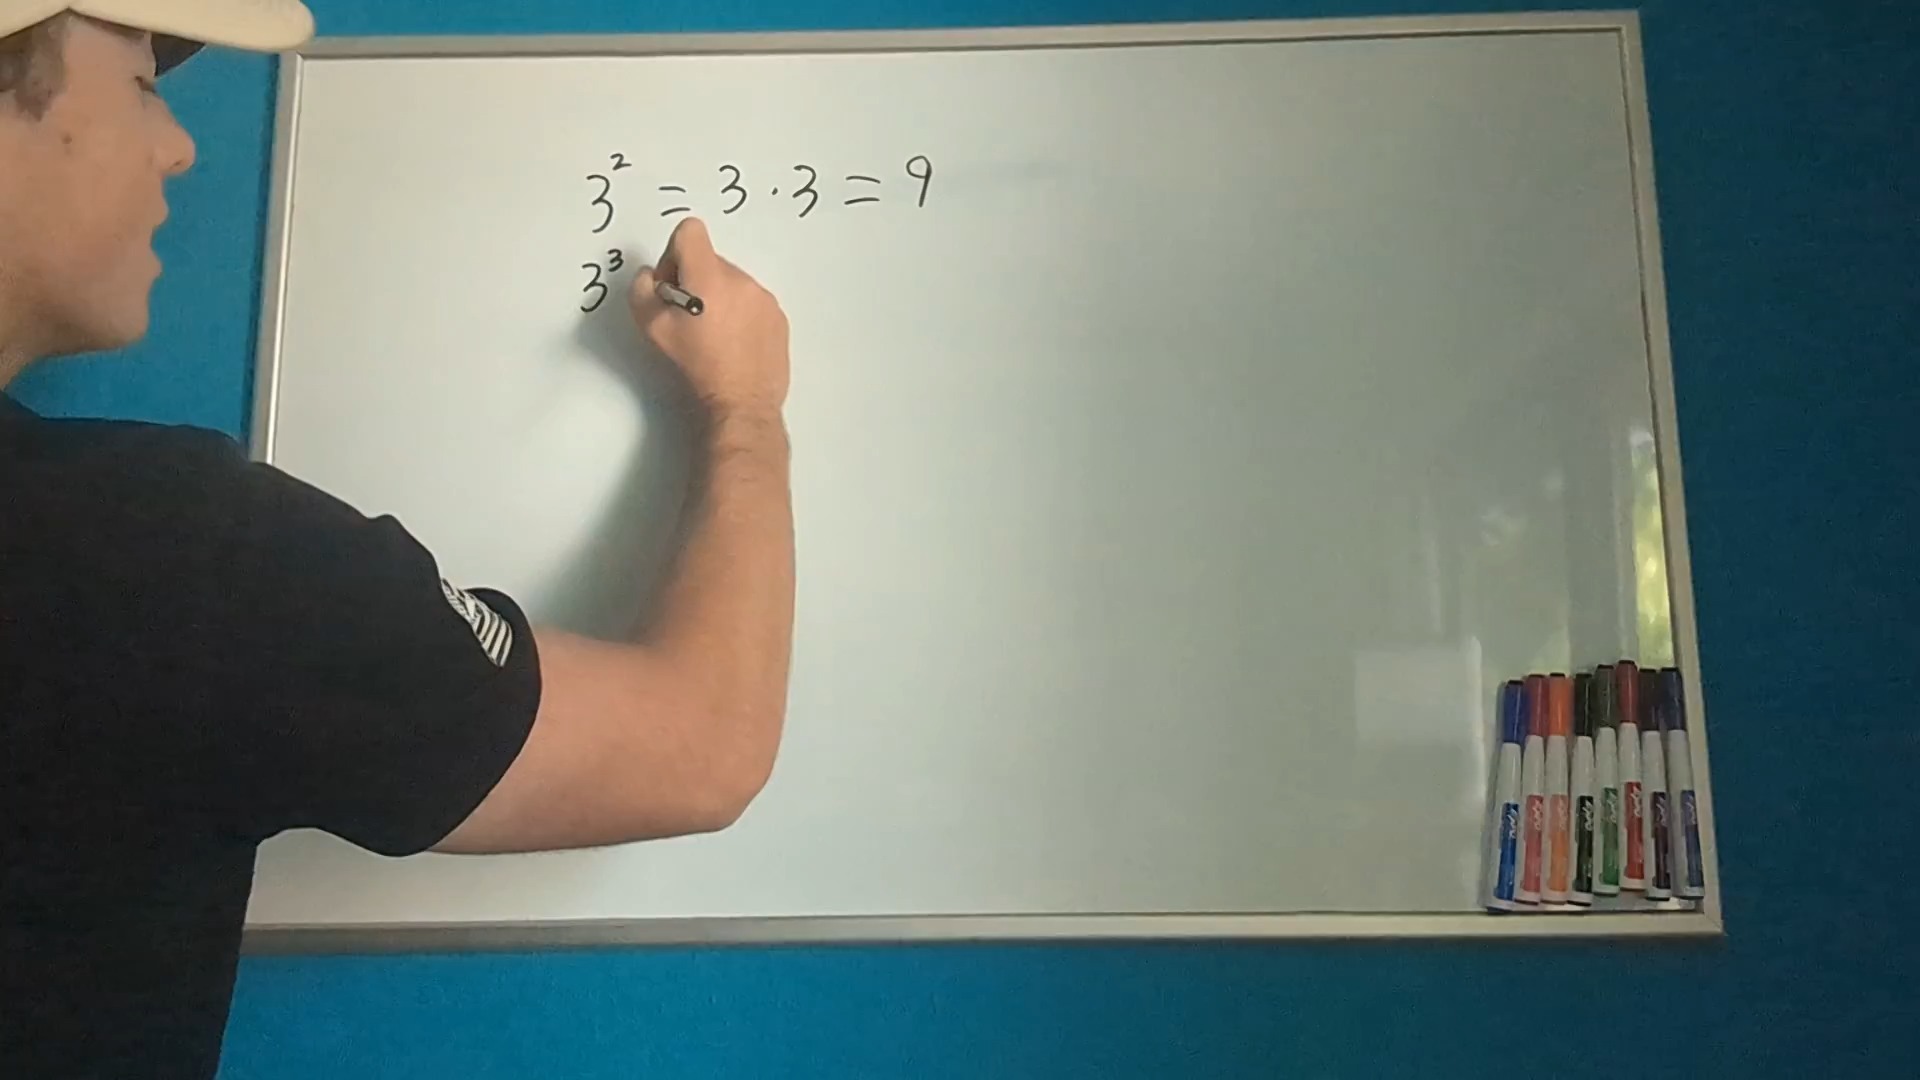 3² = 3 · 3 = 9
3³